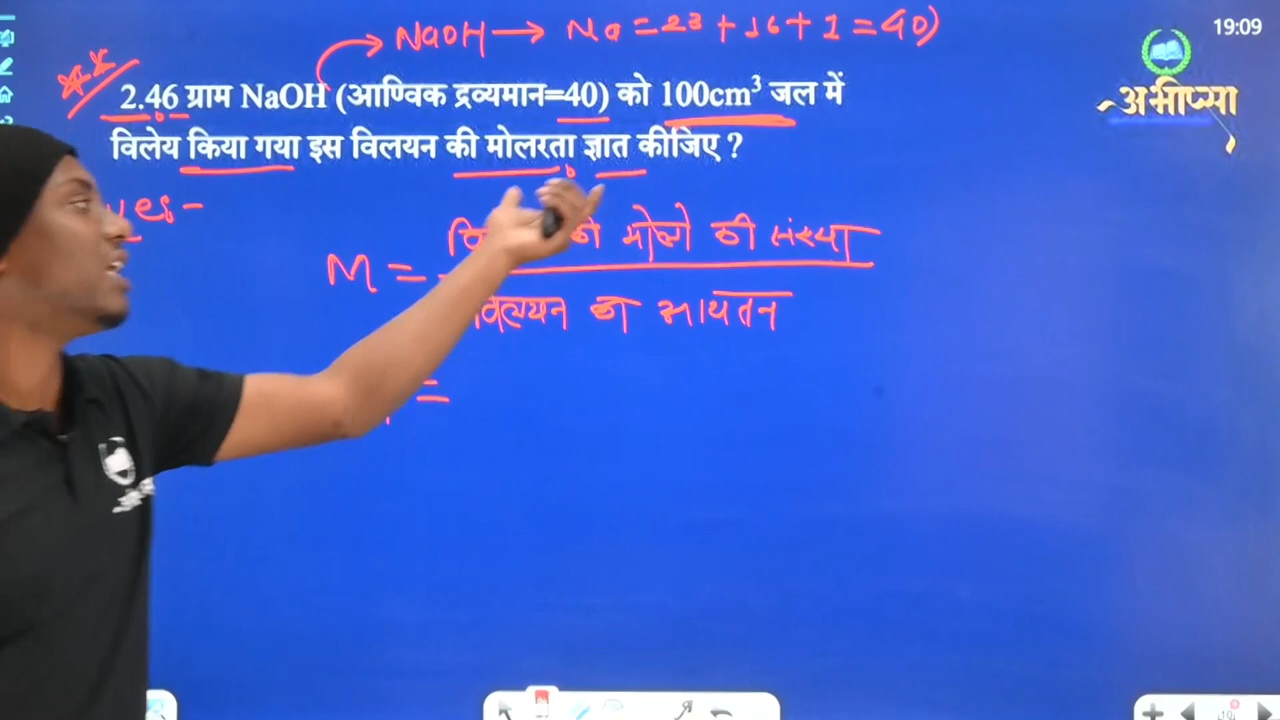 NaOH → Na = 23 + 16 + 1 = 40)
19:09
2.46 ग्राम NaOH (आण्विक द्रव्यमान=40) को 100cm³ जल में
अभीप्सा
विलेय किया गया इस विलयन की मोलरता ज्ञात कीजिए ?
मोलो की संख्या
M =
विलयन का आयतन
=